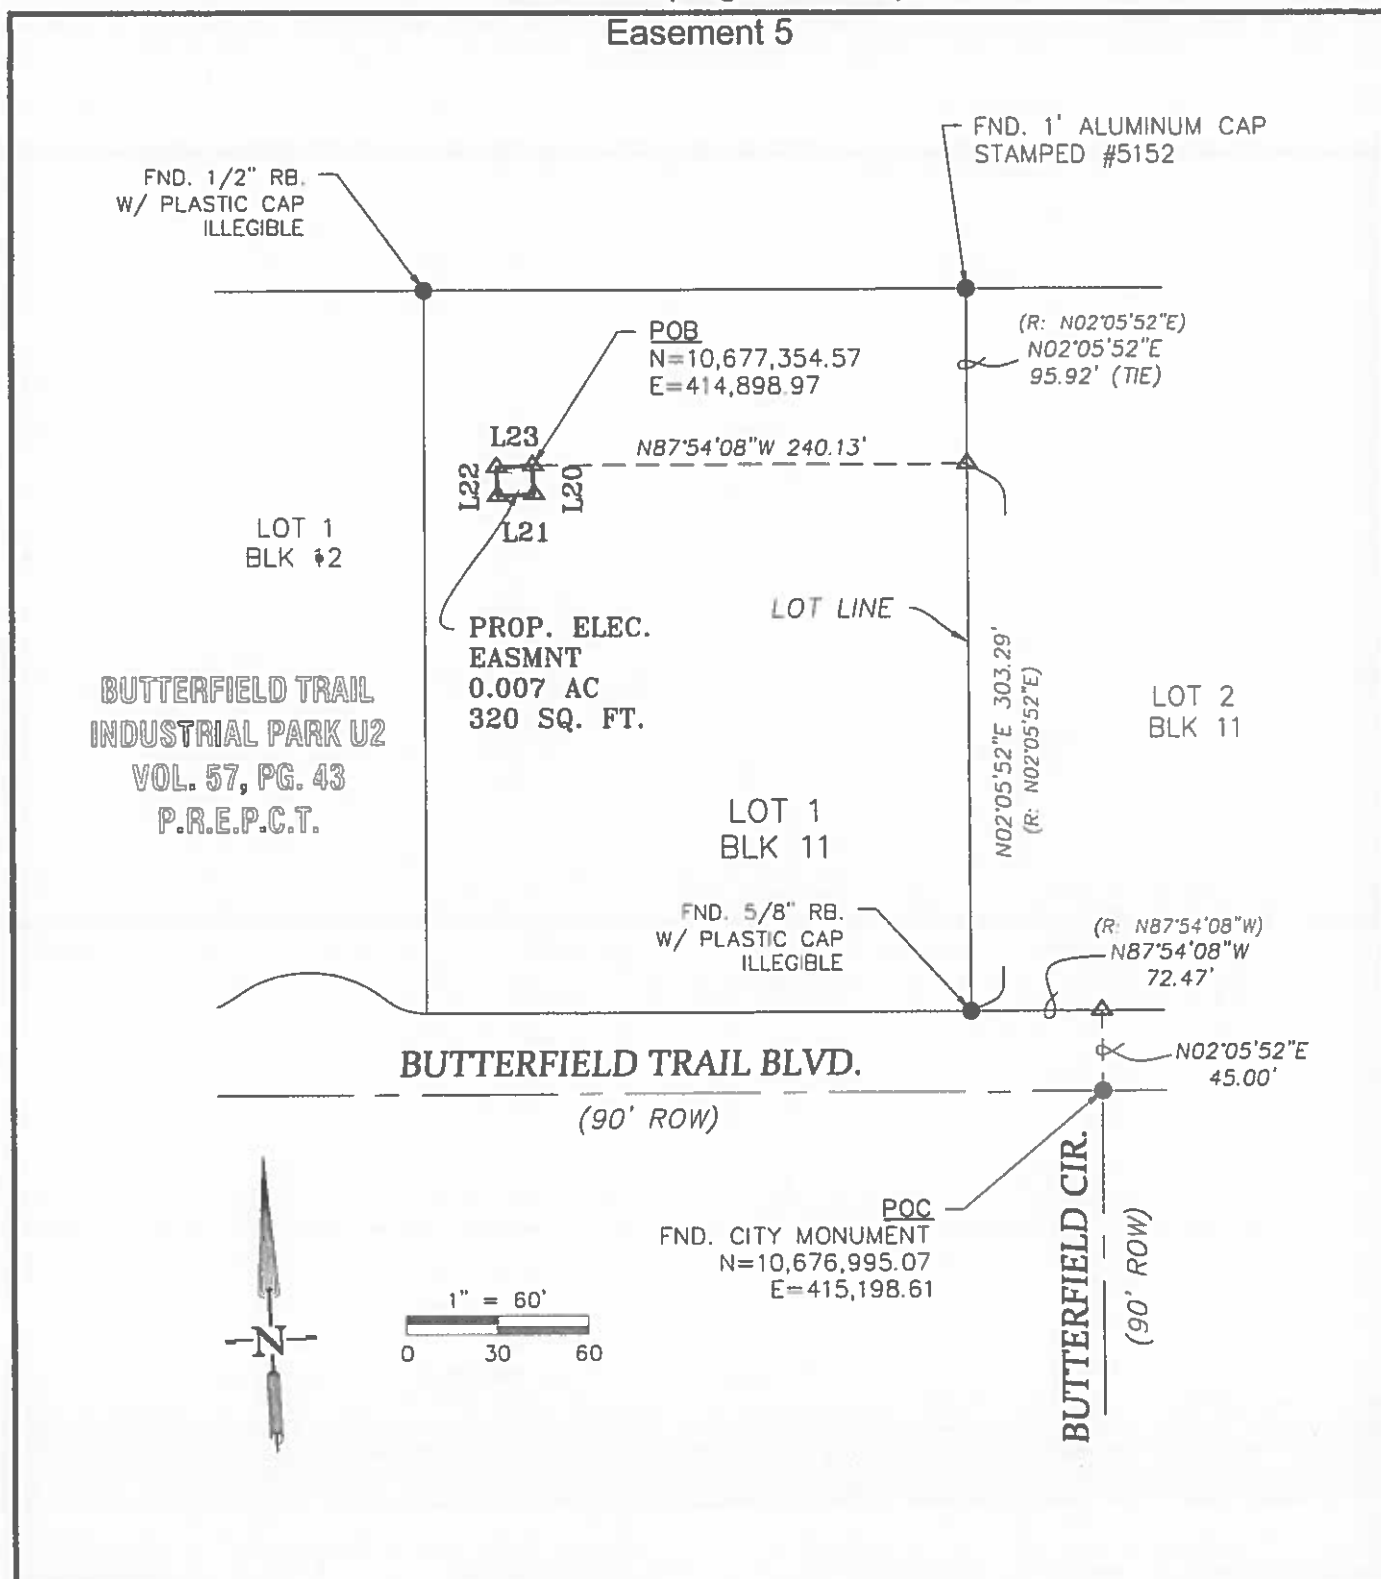 Easement 5
FND. 1' ALUMINUM CAP
STAMPED #5152
FND. 1/2" RB.
W/ PLASTIC CAP
ILLEGIBLE
(R: N02°05'52"E)
N02°05'52"E
95.92' (TIE)
POB
N=10,677,354.57
E=414,898.97
N87°54'08"W 240.13'
L23
L22
L20
L21
LOT 1
BLK 12
LOT LINE
PROP. ELEC.
EASMNT
0.007 AC
320 SQ. FT.
N02°05'52"E 303.29'
(R: N02°05'52"E)
BUTTERFIELD TRAIL
INDUSTRIAL PARK U2
VOL. 57, PG. 43
P.R.E.P.C.T.
LOT 2
BLK 11
LOT 1
BLK 11
FND. 5/8" RB.
W/ PLASTIC CAP
ILLEGIBLE
(R: N87°54'08"W)
N87°54'08"W
72.47'
BUTTERFIELD TRAIL BLVD.
(90' ROW)
N02°05'52"E
45.00'
POC
FND. CITY MONUMENT
N=10,676,995.07
E=415,198.61
BUTTERFIELD CIR.
(90' ROW)
N
1" = 60'
0 30 60